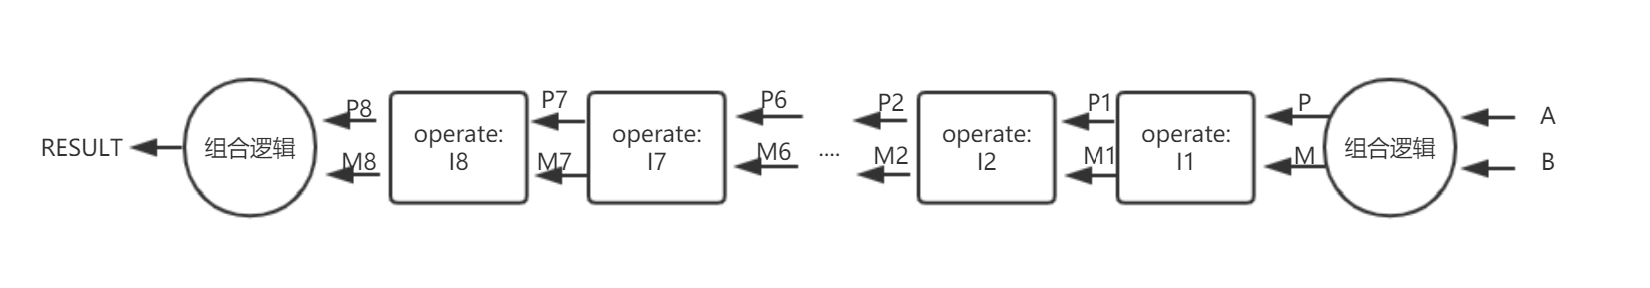 RESULT
组合逻辑
P8
M8
operate:
I8
P7
M7
operate:
I7
P6
M6
....
P2
M2
operate:
I2
P1
M1
operate:
I1
P
M
组合逻辑
A
B